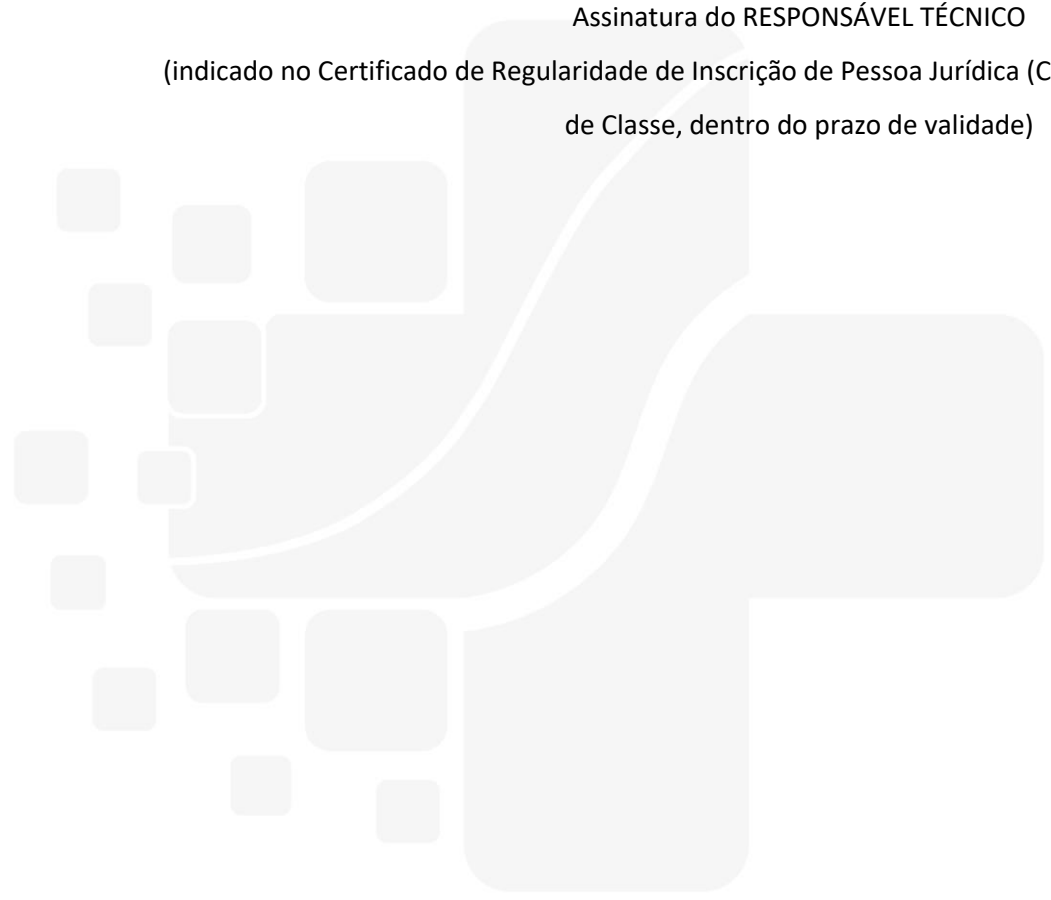 Assinatura do RESPONSÁVEL TÉCNICO
(indicado no Certificado de Regularidade de Inscrição de Pessoa Jurídica (C
de Classe, dentro do prazo de validade)